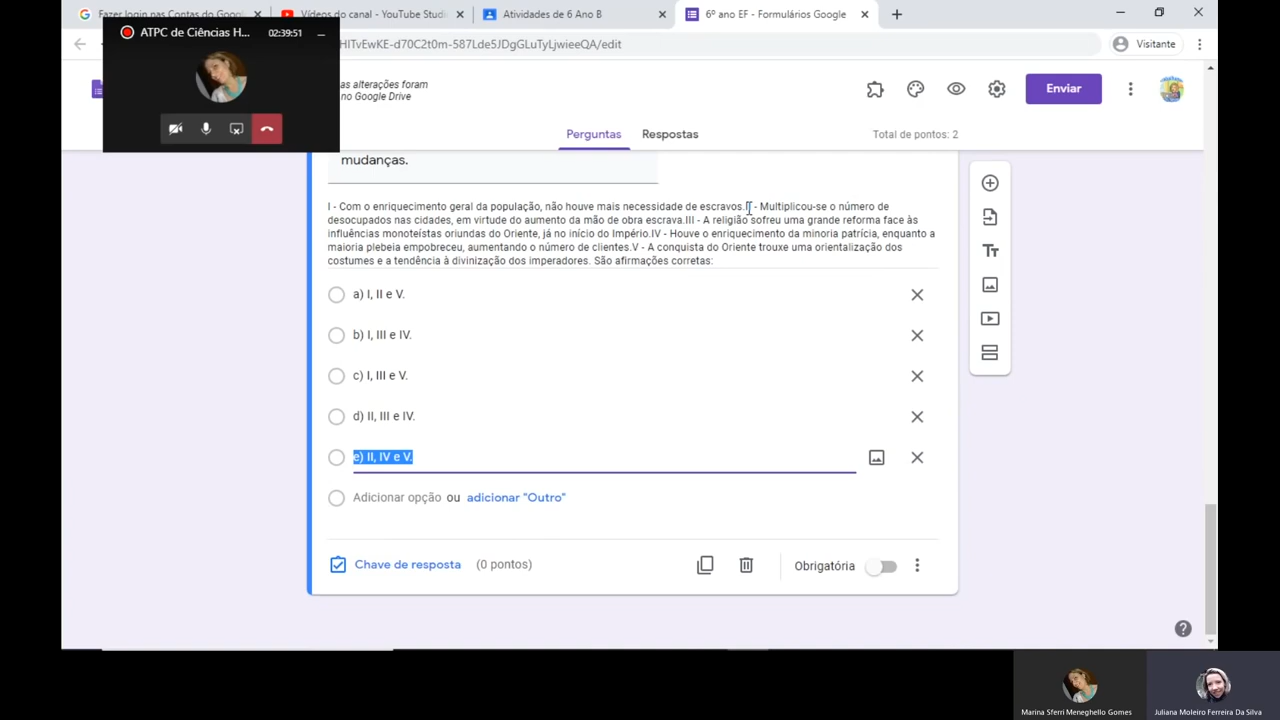 Fazer login nas Contas do Goog
Vídeos do canal - YouTube Studi
Atividades de 6 Ano B
6º ano EF - Formulários Google
ATPC de Ciências H...
02:39:51
HITvEwKE-d70C2t0m-587Lde5JDgGLuTyLjwieeQA/edit
Visitante
as alterações foram
no Google Drive
Enviar
Perguntas
Respostas
Total de pontos: 2
mudanças.
I - Com o enriquecimento geral da população, não houve mais necessidade de escravos.II - Multiplicou-se o número de
desocupados nas cidades, em virtude do aumento da mão de obra escrava.III - A religião sofreu uma grande reforma face às
influências monoteístas oriundas do Oriente, já no início do Império.IV - Houve o enriquecimento da minoria patrícia, enquanto a
maioria plebeia empobreceu, aumentando o número de clientes.V - A conquista do Oriente trouxe uma orientalização dos
costumes e a tendência à divinização dos imperadores. São afirmações corretas:
a) I, II e V.
b) I, III e IV.
c) I, III e V.
d) II, III e IV.
e) II, IV e V.
Adicionar opção ou adicionar "Outro"
Chave de resposta (0 pontos)
Obrigatória
Marina Sferri Meneghello Gomes
Juliana Moleiro Ferreira Da Silva